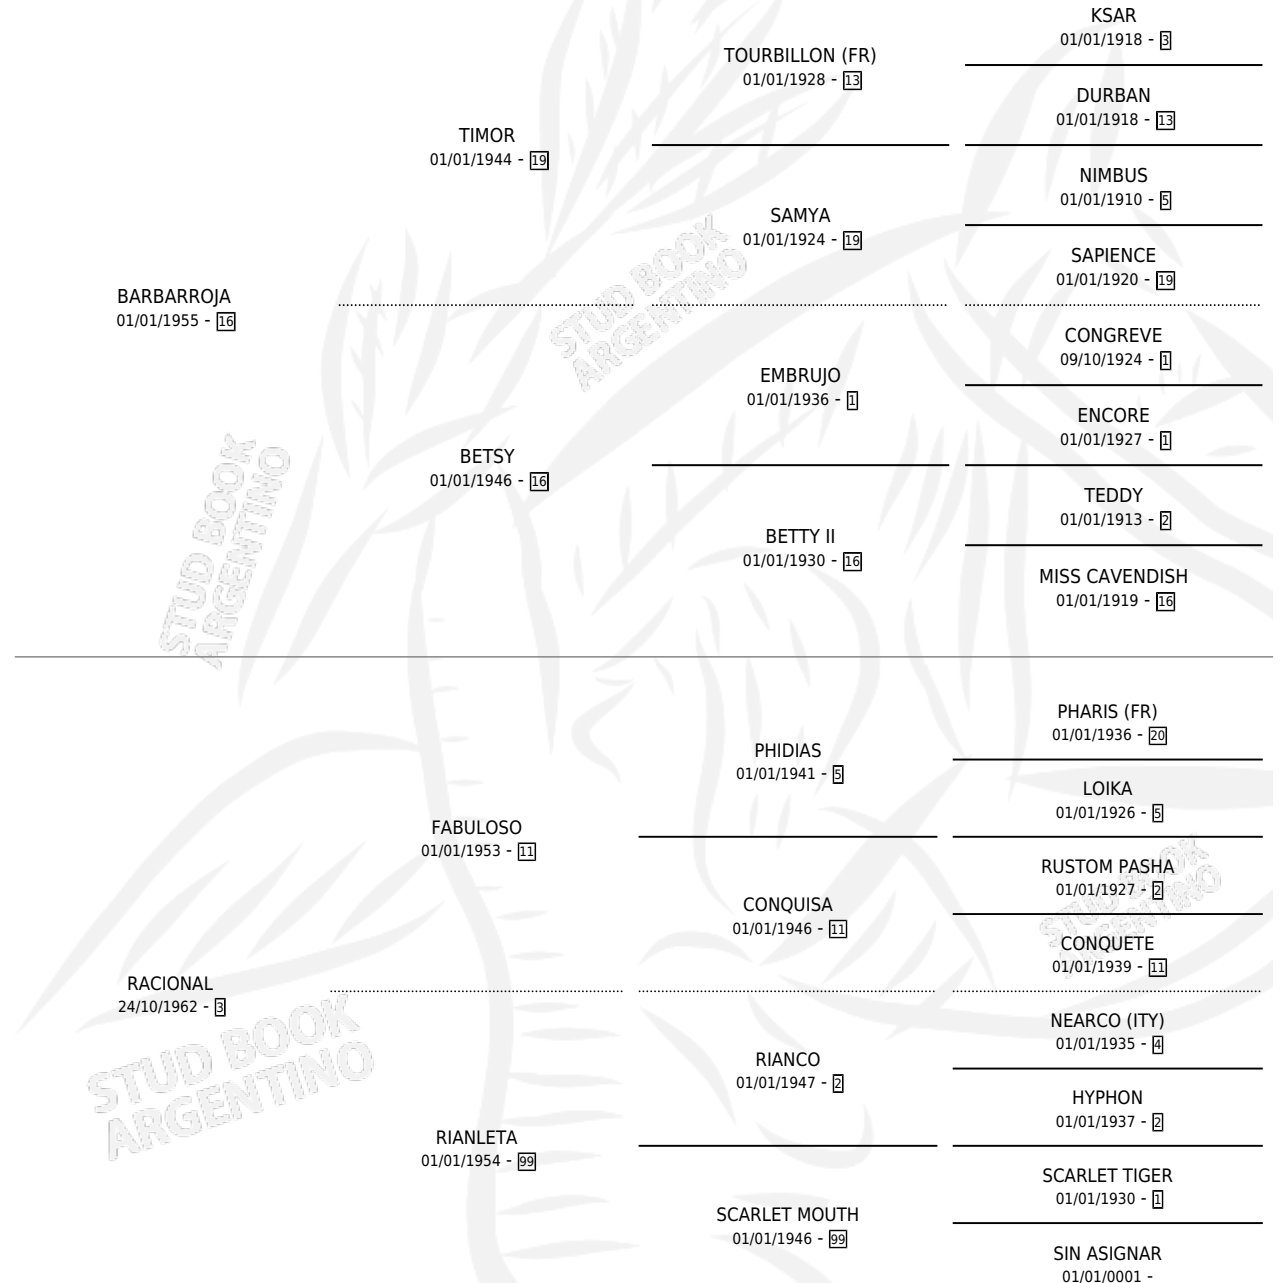 KSAR
01/01/1918 - 3
TOURBILLON (FR)
01/01/1928 - 13
DURBAN
01/01/1918 - 13
TIMOR
01/01/1944 - 19
NIMBUS
01/01/1910 - 5
SAMYA
01/01/1924 - 19
SAPIENCE
01/01/1920 - 19
BARBARROJA
01/01/1955 - 16
STUD BOOK
ARGENTINO
CONGREVE
09/10/1924 - 1
EMBRUJO
01/01/1936 - 1
ENCORE
01/01/1927 - 1
BETSY
01/01/1946 - 16
TEDDY
01/01/1913 - 2
BETTY II
01/01/1930 - 16
MISS CAVENDISH
01/01/1919 - 16
STUD BOOK
ARGENTINO
PHARIS (FR)
01/01/1936 - 20
PHIDIAS
01/01/1941 - 5
LOIKA
01/01/1926 - 5
FABULOSO
01/01/1953 - 11
RUSTOM PASHA
01/01/1927 - 2
CONQUISA
01/01/1946 - 11
STUD BOOK
ARGENTINO
CONQUETE
01/01/1939 - 11
RACIONAL
24/10/1962 - 3
STUD BOOK
ARGENTINO
NEARCO (ITY)
01/01/1935 - 4
RIANCO
01/01/1947 - 2
HYPHON
01/01/1937 - 2
RIANLETA
01/01/1954 - 99
SCARLET TIGER
01/01/1930 - 1
SCARLET MOUTH
01/01/1946 - 99
SIN ASIGNAR
01/01/0001 -